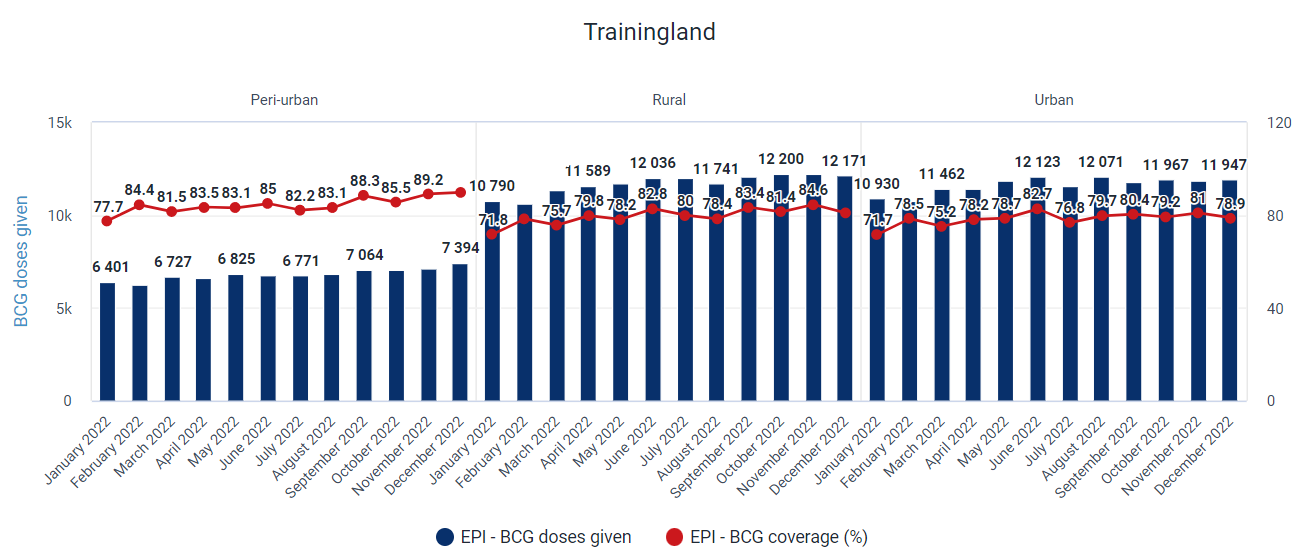 Trainingland
Peri-urban Rural Urban
15k
10k
5k
0
BCG doses given
120
80
40
0
77.7 84.4 81.5 83.5 83.1 85 82.2 83.1 88.3 85.5 89.2
6 401 6 727 6 825 6 771 7 064 7 394
10 790 11 589 12 036 11 741 12 200 12 171
71.8 75.7 79.8 78.2 82.8 80 78.4 83.4 81.4 84.6
10 930 11 462 12 123 12 071 11 967 11 947
71.7 78.5 75.2 78.2 78.7 82.7 76.8 79.7 80.4 79.2 81 78.9
January 2022
February 2022
March 2022
April 2022
May 2022
June 2022
July 2022
August 2022
September 2022
October 2022
November 2022
December 2022
January 2022
February 2022
March 2022
April 2022
May 2022
June 2022
July 2022
August 2022
September 2022
October 2022
November 2022
December 2022
January 2022
February 2022
March 2022
April 2022
May 2022
June 2022
July 2022
August 2022
September 2022
October 2022
November 2022
December 2022
EPI - BCG doses given EPI - BCG coverage (%)